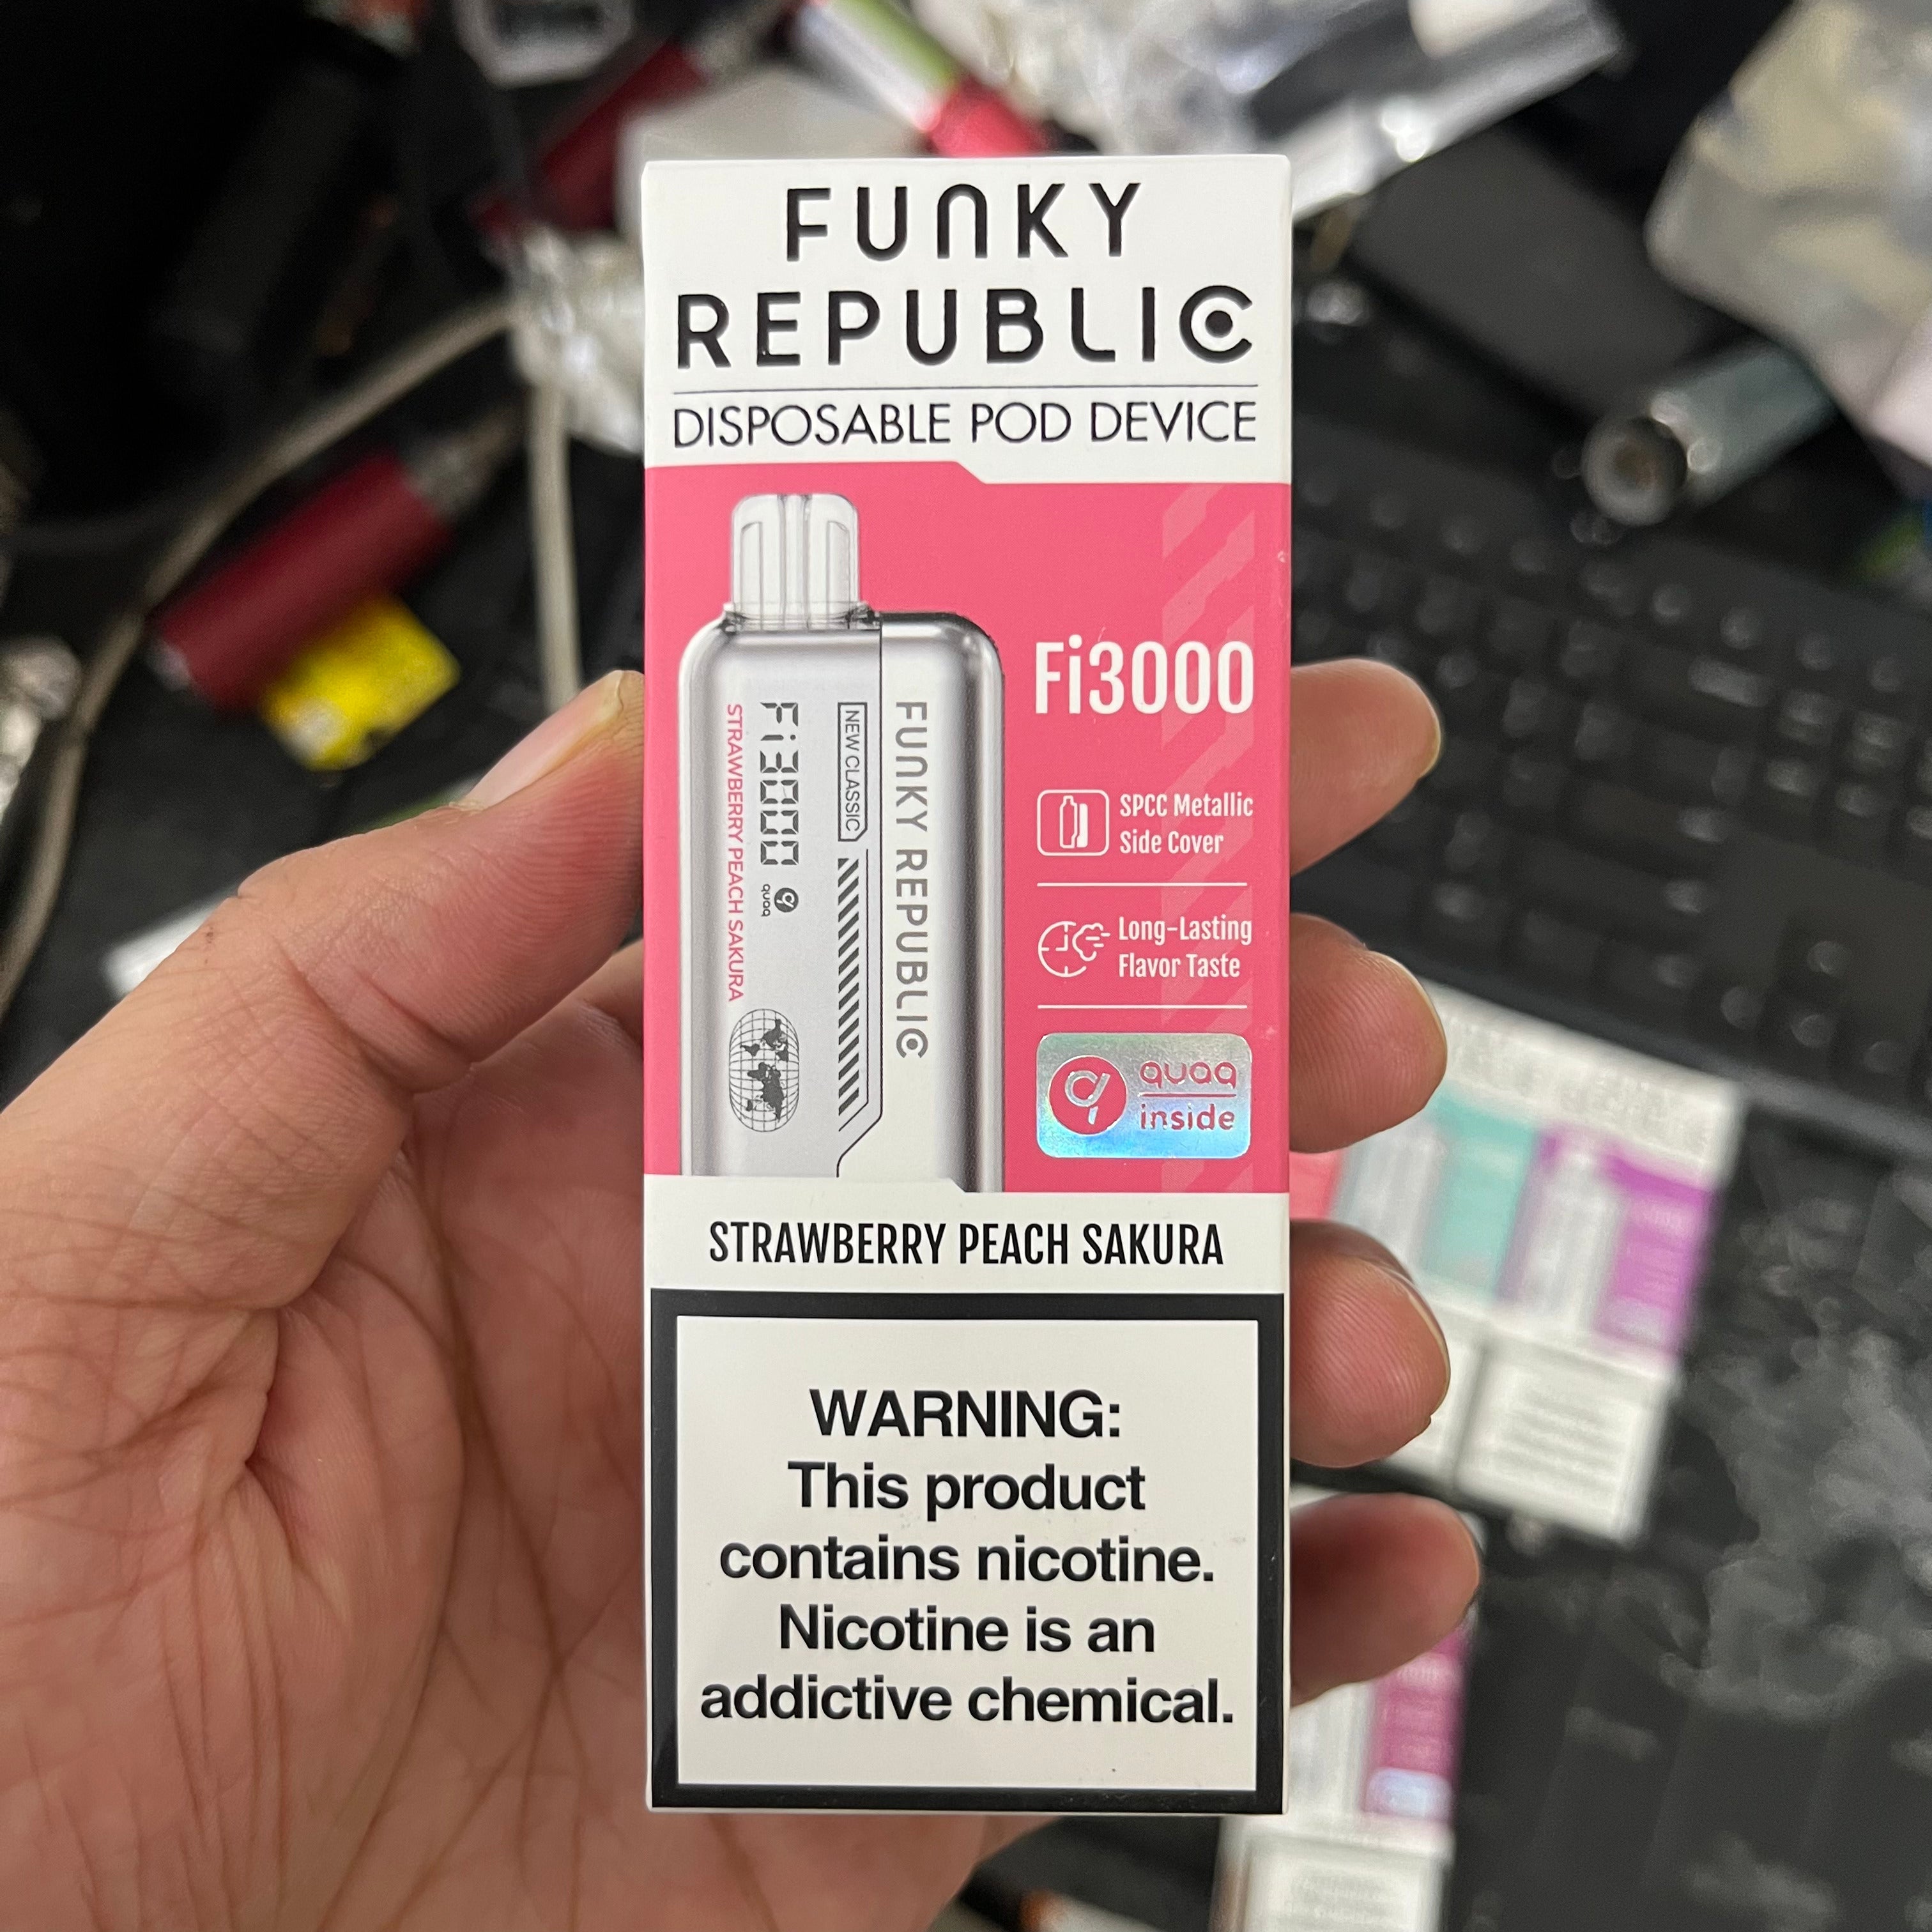 FUNKY
REPUBLIC
DISPOSABLE POD DEVICE
Fi3000
SPCC Metallic
Side Cover
Long-Lasting
Flavor Taste
quaq
inside
FUNKY REPUBLIC
NEW CLASSIC
Fi3000
quaq
STRAWBERRY PEACH SAKURA
STRAWBERRY PEACH SAKURA
WARNING:
This product
contains nicotine.
Nicotine is an
addictive chemical.